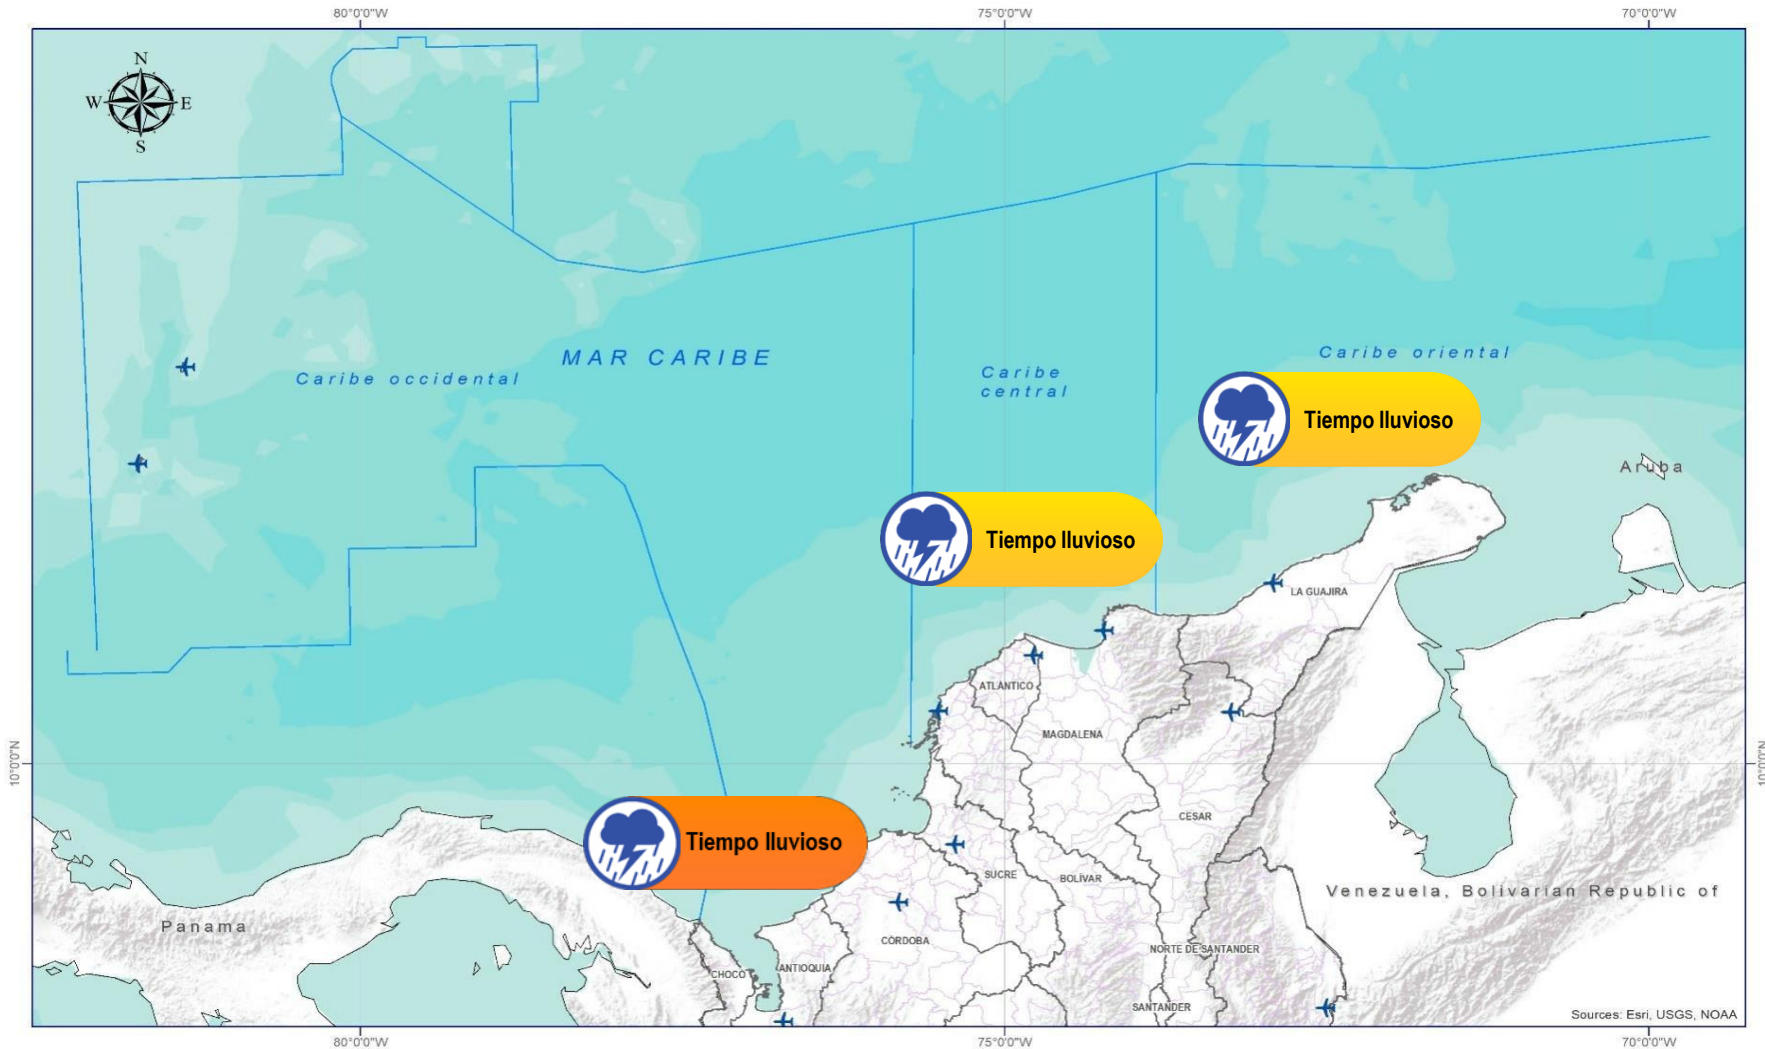 80°0'0"W
75°0'0"W
70°0'0"W
N
W
E
S
MAR CARIBE
Caribe occidental
Caribe
central
Caribe oriental
Tiempo lluvioso
Aruba
Tiempo lluvioso
LA GUAJIRA
ATLANTICO
MAGDALENA
10°0'0"N
10°0'0"N
CESAR
Tiempo lluvioso
SUCRE
BOLÍVAR
Venezuela, Bolivarian Republic of
Panama
CÓRDOBA
NORTE DE SANTANDER
CHOCO
ANTIOQUIA
SANTANDER
Sources: Esri, USGS, NOAA
80°0'0"W
75°0'0"W
70°0'0"W